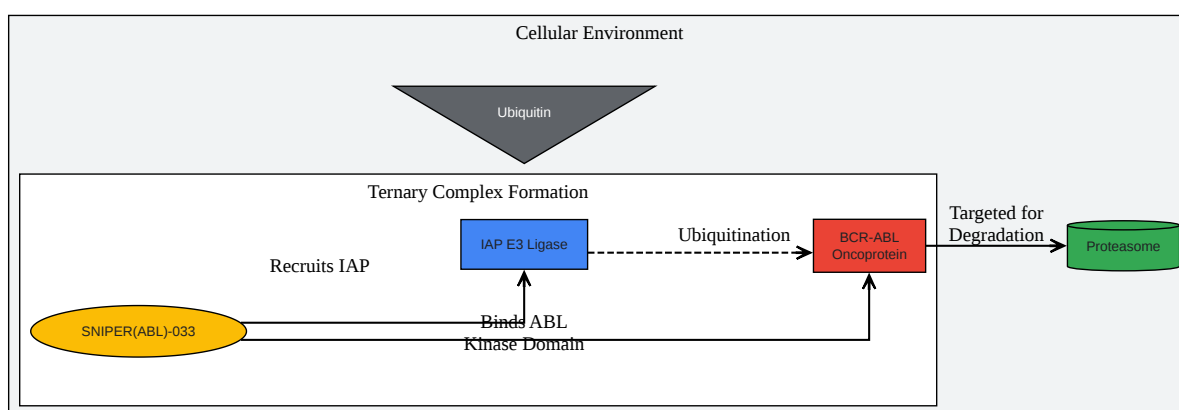 Cellular Environment
Ubiquitin
Ternary Complex Formation
IAP E3 Ligase
Ubiquitination
BCR-ABL
Oncoprotein
Targeted for
Degradation
Proteasome
Recruits IAP
SNIPER(ABL)-033
Binds ABL
Kinase Domain